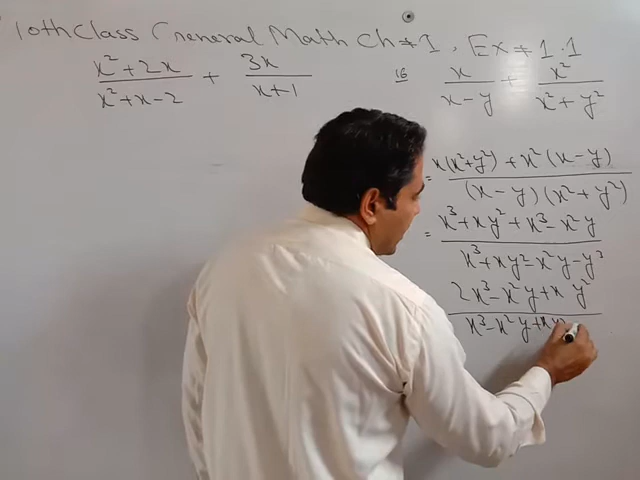 10th Class General Math Ch # 1, Ex # 1.1
(x² + 2x)/(x² + x - 2) + 3x/(x+1)
16 x/(x - y) + x²/(x² + y²)
= (x(x²+y²) + x²(x - y))/((x - y)(x² + y²))
= (x³ + xy² + x³ - x²y)/(x³ + xy² - x²y - y³)
(2x³ - x²y + xy²)/(x³ - x²y + xy